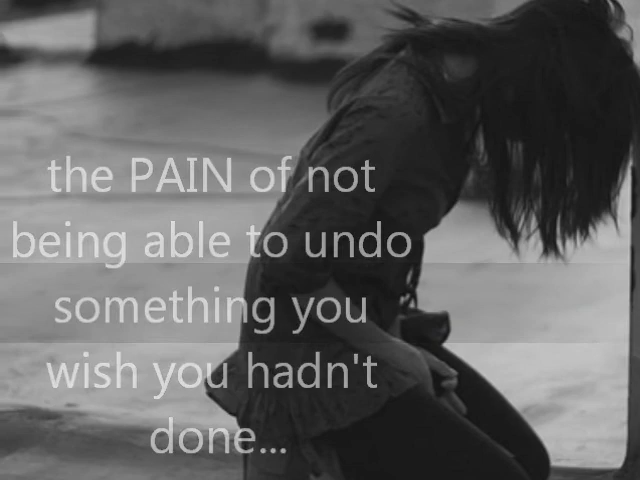 the PAIN of not
being able to undo
something you
wish you hadn't
done...